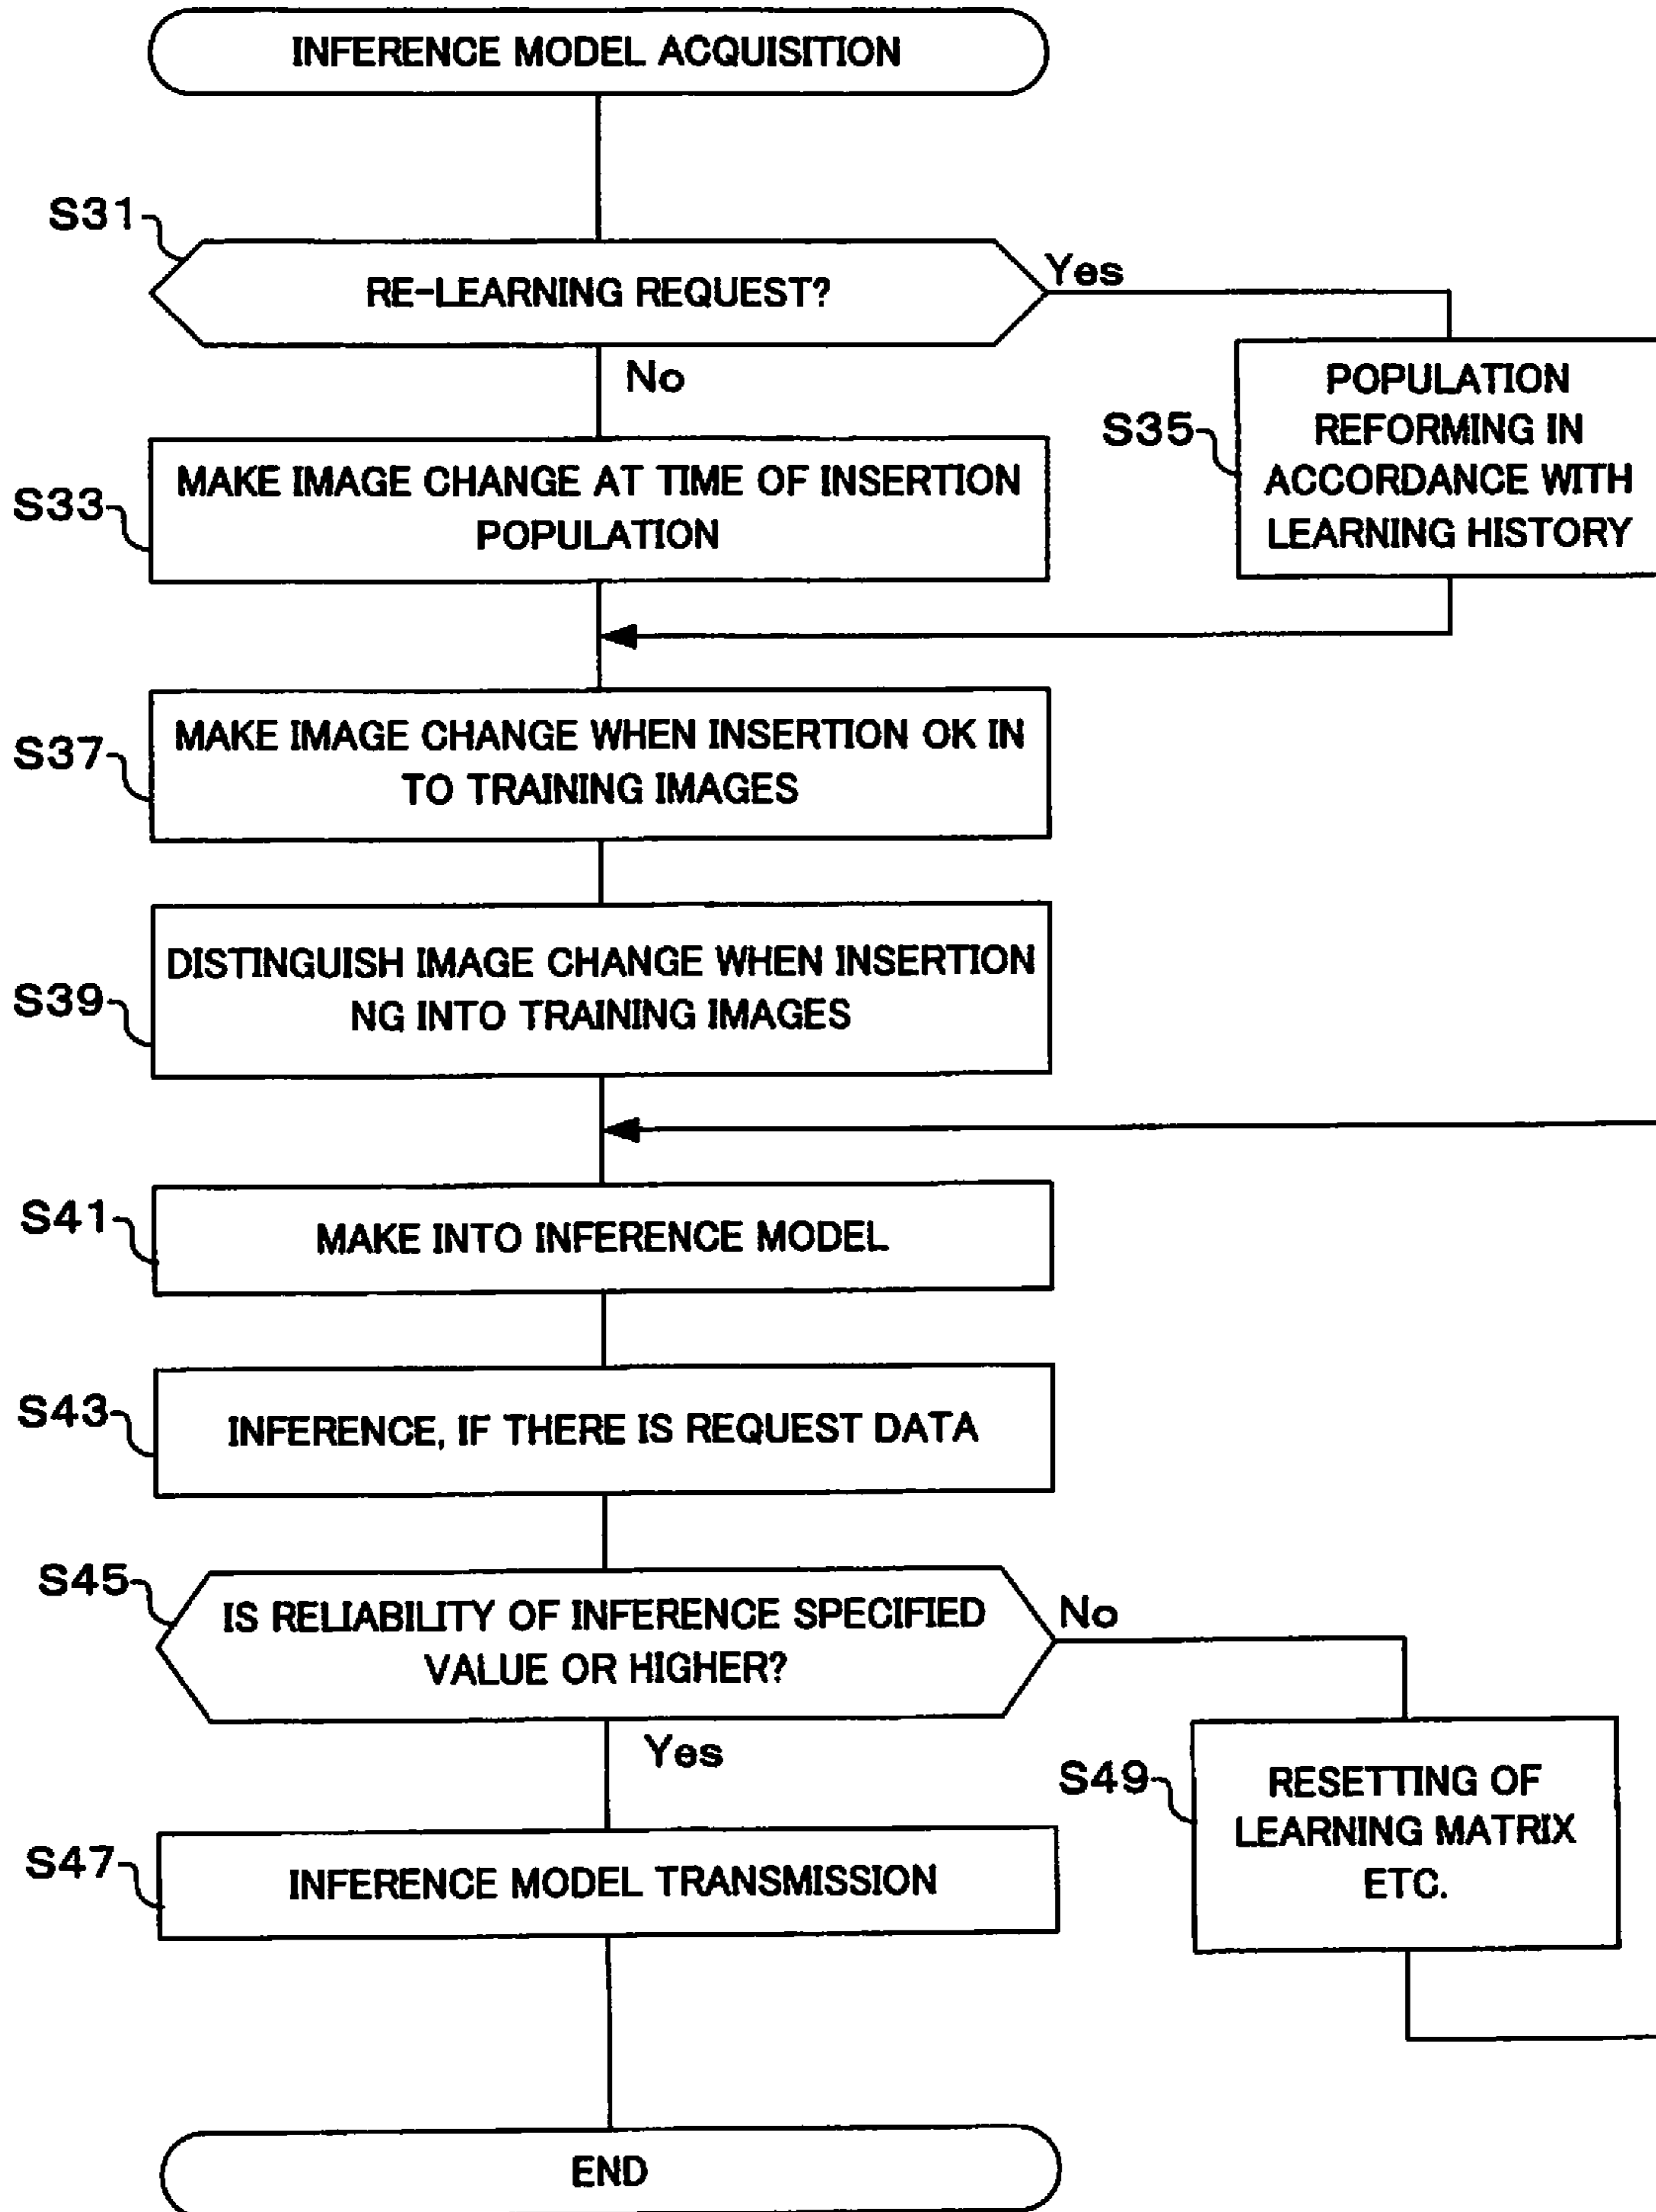 INFERENCE MODEL ACQUISITION
S31
RE-LEARNING REQUEST?
Yes
No
S33
MAKE IMAGE CHANGE AT TIME OF INSERTION
POPULATION
S35
POPULATION
REFORMING IN
ACCORDANCE WITH
LEARNING HISTORY
S37
MAKE IMAGE CHANGE WHEN INSERTION OK IN
TO TRAINING IMAGES
S39
DISTINGUISH IMAGE CHANGE WHEN INSERTION
NG INTO TRAINING IMAGES
S41
MAKE INTO INFERENCE MODEL
S43
INFERENCE, IF THERE IS REQUEST DATA
S45
IS RELIABILITY OF INFERENCE SPECIFIED
VALUE OR HIGHER?
No
Yes
S47
INFERENCE MODEL TRANSMISSION
S49
RESETTING OF
LEARNING MATRIX
ETC.
END